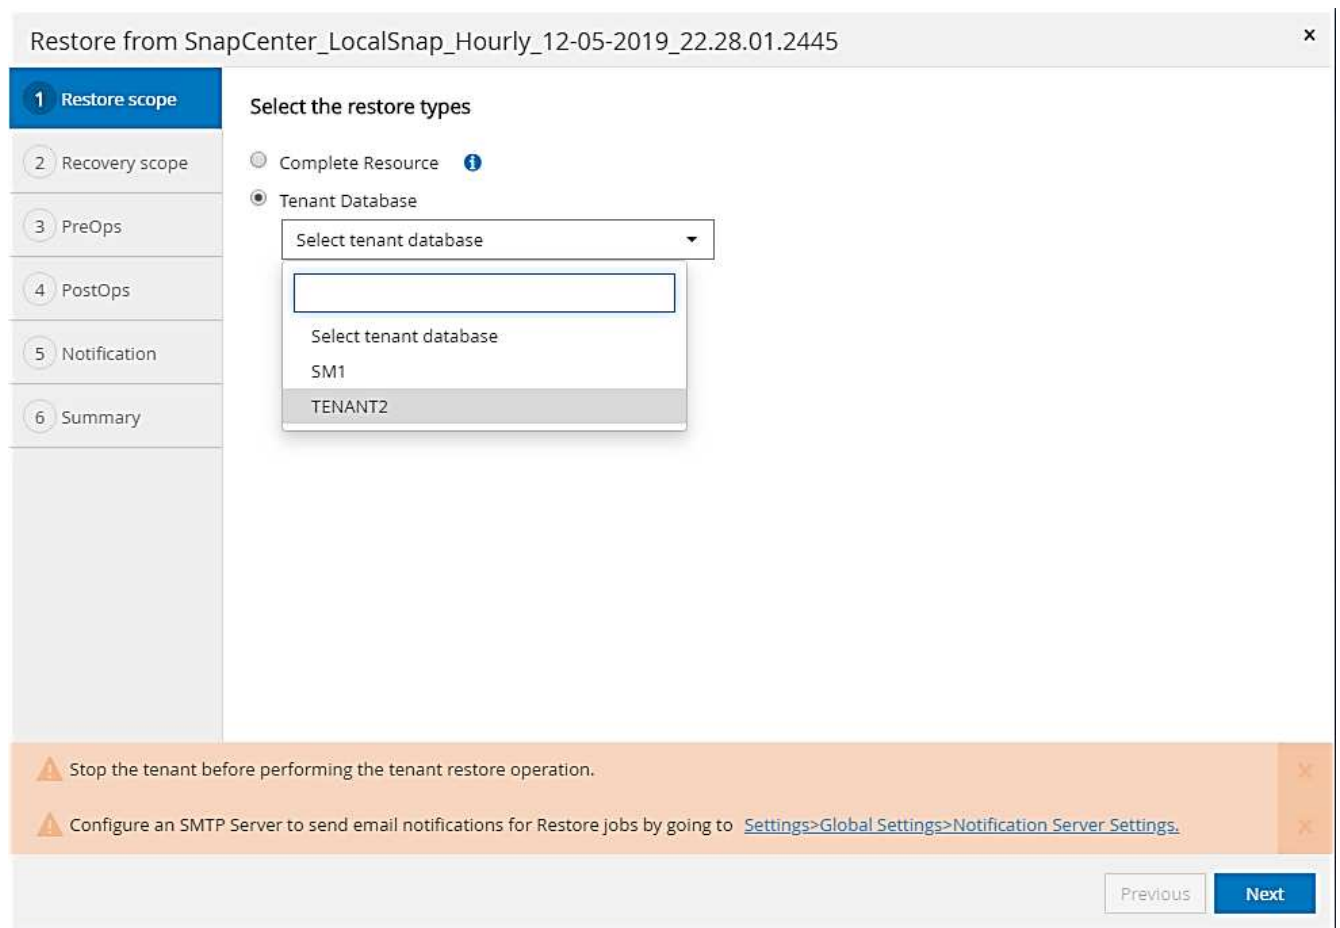 Restore from SnapCenter_LocalSnap_Hourly_12-05-2019_22.28.01.2445
x
1 Restore scope
2 Recovery scope
3 PreOps
4 PostOps
5 Notification
6 Summary
Select the restore types
Complete Resource i
Tenant Database
Select tenant database
Select tenant database
SM1
TENANT2
Stop the tenant before performing the tenant restore operation. x
Configure an SMTP Server to send email notifications for Restore jobs by going to Settings>Global Settings>Notification Server Settings. x
Previous Next